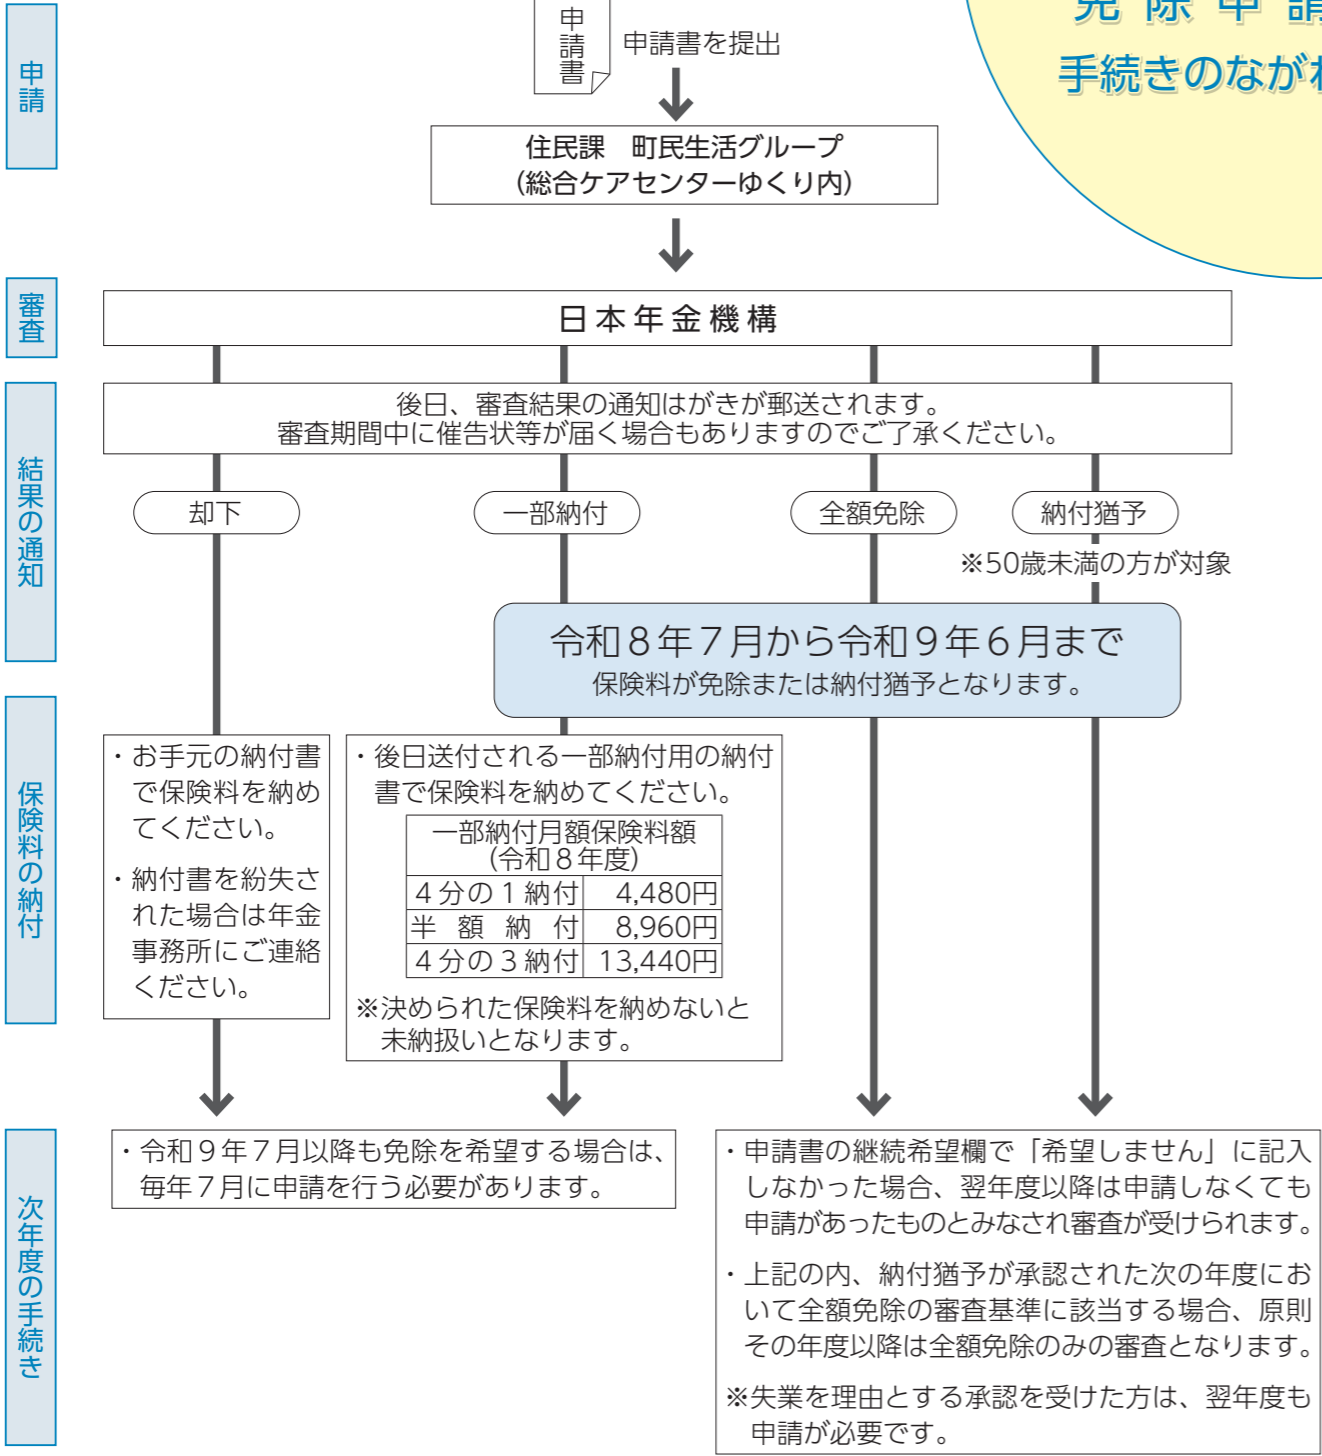 免除申請
手続きのなが
申請
申請書
申請書を提出
住民課　町民生活グループ
(総合ケアセンターゆくり内)
審査
日本年金機構
結果の通知
後日、審査結果の通知はがきが郵送されます。
審査期間中に催告状等が届く場合もありますのでご了承ください。
却下
一部納付
全額免除
納付猶予
※50歳未満の方が対象
令和８年７月から令和９年６月まで
保険料が免除または納付猶予となります。
保険料の納付
・お手元の納付書
で保険料を納め
てください。
・納付書を紛失さ
れた場合は年金
事務所にご連絡
ください。
・後日送付される一部納付用の納付
書で保険料を納めてください。
一部納付月額保険料額
(令和８年度)
４分の１納付 4,480円
半額納付 8,960円
４分の３納付 13,440円
※決められた保険料を納めないと
未納扱いとなります。
次年度の手続き
・令和９年７月以降も免除を希望する場合は、
毎年７月に申請を行う必要があります。
・申請書の継続希望欄で「希望しません」に記入
しなかった場合、翌年度以降は申請しなくても
申請があったものとみなされ審査が受けられます。
・上記の内、納付猶予が承認された次の年度にお
いて全額免除の審査基準に該当する場合、原則
その年度以降は全額免除のみの審査となります。
※失業を理由とする承認を受けた方は、翌年度も
申請が必要です。